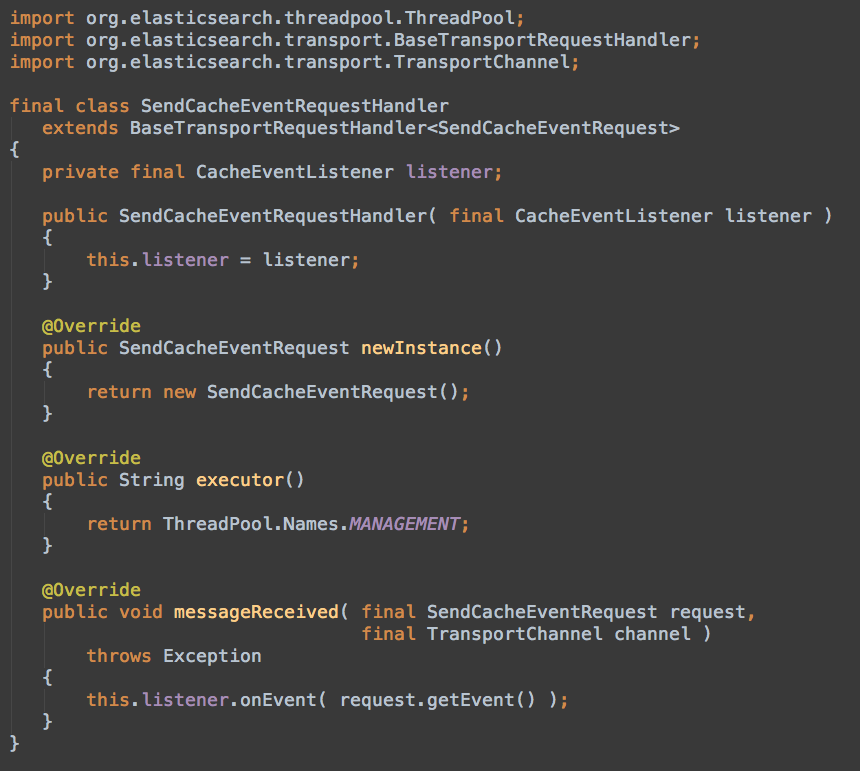 import org.elasticsearch.threadpool.ThreadPool;
import org.elasticsearch.transport.BaseTransportRequestHandler;
import org.elasticsearch.transport.TransportChannel;

final class SendCacheEventRequestHandler
   extends BaseTransportRequestHandler<SendCacheEventRequest>
{
   private final CacheEventListener listener;

   public SendCacheEventRequestHandler( final CacheEventListener listener )
   {
       this.listener = listener;
   }

   @Override
   public SendCacheEventRequest newInstance()
   {
       return new SendCacheEventRequest();
   }

   @Override
   public String executor()
   {
       return ThreadPool.Names.MANAGEMENT;
   }

   @Override
   public void messageReceived( final SendCacheEventRequest request,
                                final TransportChannel channel )
       throws Exception
   {
       this.listener.onEvent( request.getEvent() );
   }
}